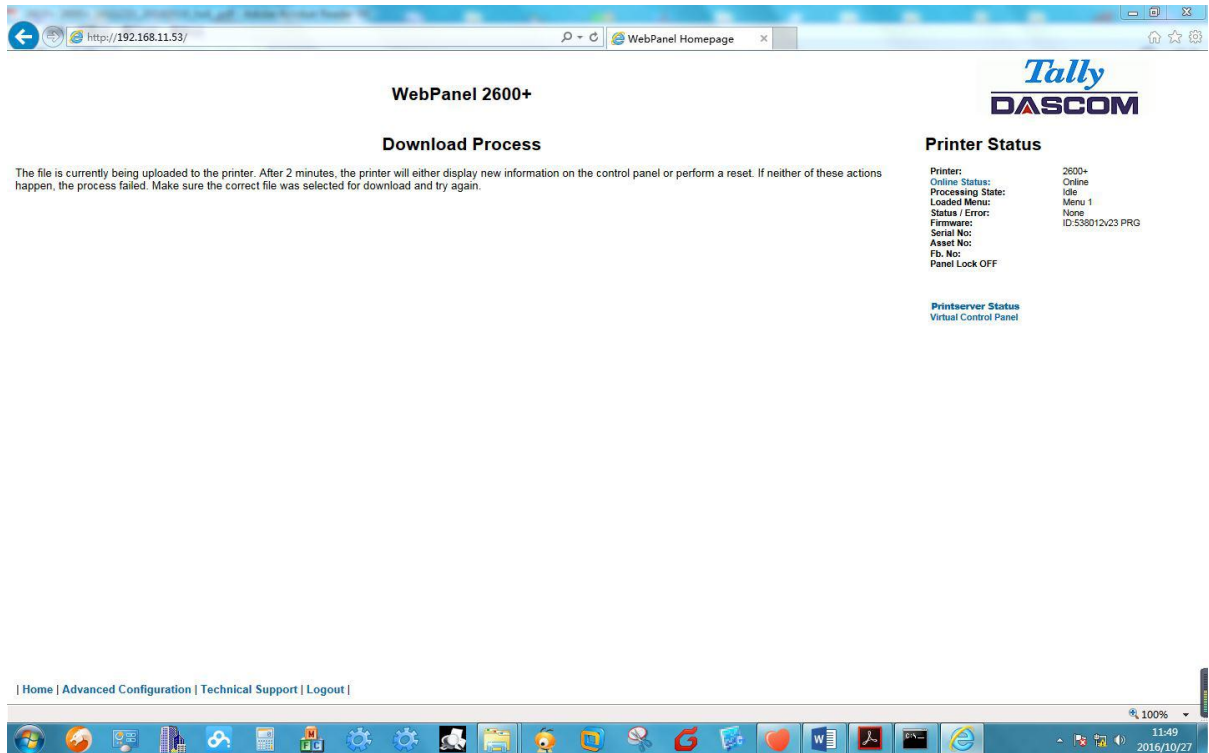 http://192.168.11.53/
WebPanel Homepage
WebPanel 2600+
Tally
DASCOM
Download Process
The file is currently being uploaded to the printer. After 2 minutes, the printer will either display new information on the control panel or perform a reset. If neither of these actions
happen, the process failed. Make sure the correct file was selected for download and try again.
Printer Status
Printer: 2600+
Online Status: Online
Processing State: Idle
Loaded Menu: Menu 1
Status / Error: None
Firmware: ID:538012v23 PRG
Serial No:
Asset No:
Fb. No:
Panel Lock OFF
Printserver Status
Virtual Control Panel
| Home | Advanced Configuration | Technical Support | Logout |
100%
11:49
2016/10/27